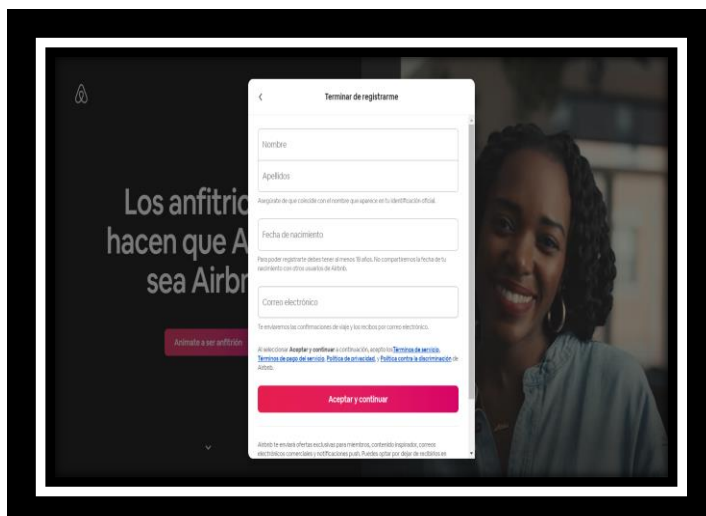 Terminar de registrarme
Nombre
Apellidos
Asegúrate de que coincide con el nombre que aparece en tu identificación oficial.
Fecha de nacimiento
Para poder registrarte debes tener al menos 18 años. No compartiremos la fecha de tu
nacimiento con otros usuarios de Airbnb.
Correo electrónico
Te enviaremos las confirmaciones de viaje y los recibos por correo electrónico.
Al seleccionar Aceptar y continuar a continuación, acepto los Términos de servicio,
Términos de pago del servicio, Política de privacidad, y Política contra la discriminación de
Airbnb.
Aceptar y continuar
Airbnb te enviará ofertas exclusivas para miembros, contenido inspirador, correos
electrónicos comerciales y notificaciones push. Puedes optar por dejar de recibirlos en
Los anfitric
hacen que A
sea Airbr
Anímate a ser anfitrión